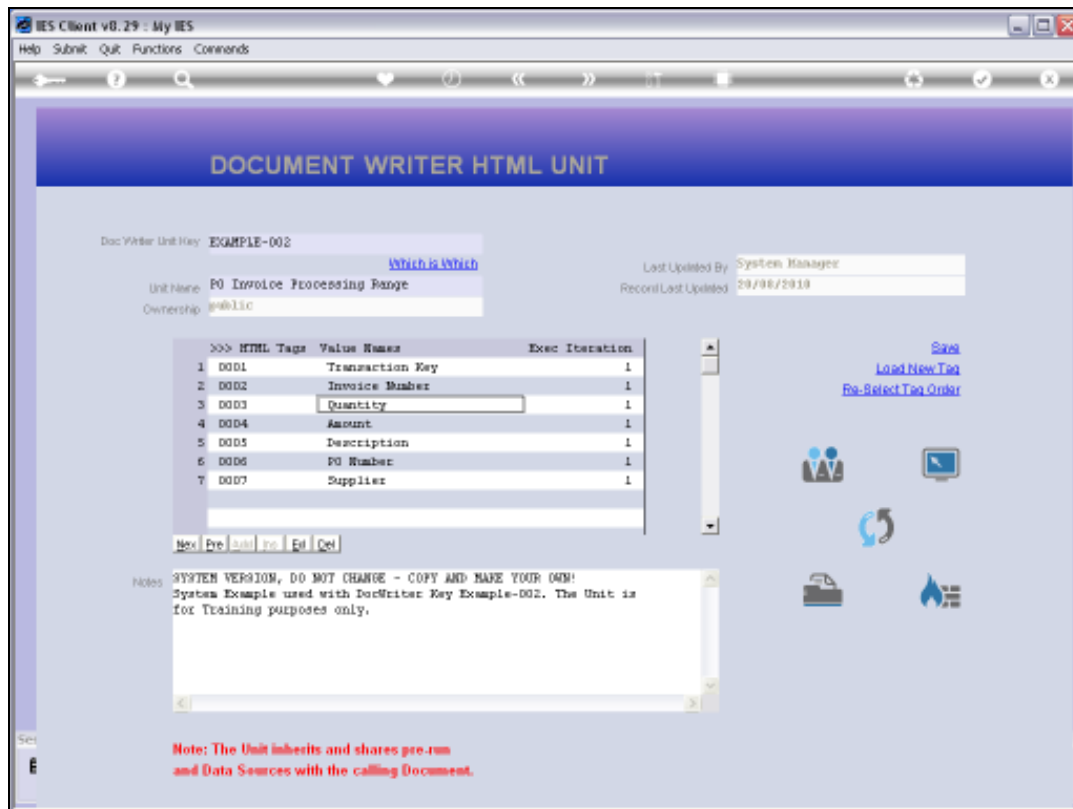 IES Client v8.29 : My IES
Help Submit Quit Functions Commands
DOCUMENT WRITER HTML UNIT
Doc Writer Unit Key EXAMPLE-002
Which is Which
Last Updated By System Manager
Unit Name PO Invoice Processing Range
Record Last Updated 20/08/2010
Ownership public
>>> HTML Tags Value Names Exec Iteration
1 0001 Transaction Key 1
2 0002 Invoice Number 1
3 0003 Quantity 1
4 0004 Amount 1
5 0005 Description 1
6 0006 PO Number 1
7 0007 Supplier 1
Save
Load New Tag
Re-Select Tag Order
Nex Pre Add Ins Ed Del
Notes SYSTEM VERSION, DO NOT CHANGE - COPY AND MAKE YOUR OWN!
System Example used with DocWriter Key Example-002. The Unit is
for Training purposes only.
Note: The Unit inherits and shares pre-run
and Data Sources with the calling Document.